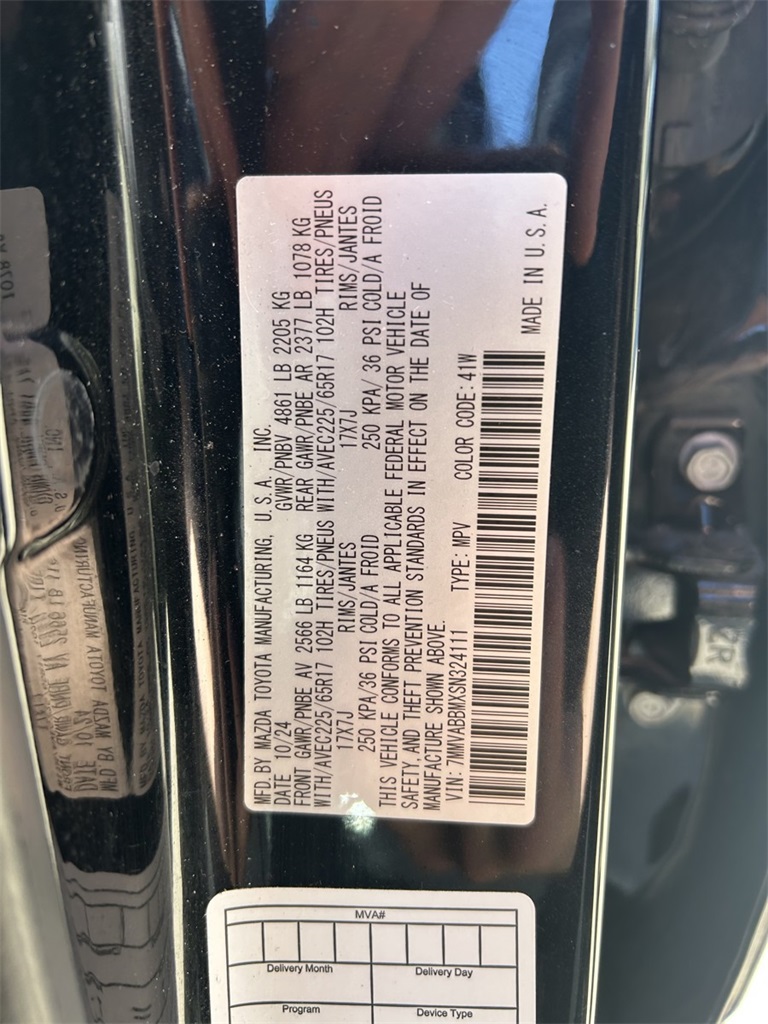 MFD. BY MAZDA TOYOTA MANUFACTURING, U.S.A., INC.
DATE 10/24 GVWR/PNBV 4861 LB 2205 KG
FRONT GAWR/PNBE AV 2566 LB 1164 KG REAR GAWR/PNBE AR 2377 LB 1078 KG
WITH/AVEC225/65R17 102H TIRES/PNEUS WITH/AVEC225/65R17 102H TIRES/PNEUS
17X7J RIMS/JANTES 17X7J RIMS/JANTES
250 KPA/36 PSI COLD/A FROID 250 KPA/ 36 PSI COLD/A FROID
THIS VEHICLE CONFORMS TO ALL APPLICABLE FEDERAL MOTOR VEHICLE
SAFETY, AND THEFT PREVENTION STANDARDS IN EFFECT ON THE DATE OF
MANUFACTURE SHOWN ABOVE.
VIN: 7MMVABBMXSN324111 TYPE: MPV COLOR CODE: 41W
MADE IN U.S.A.
MVA#
Delivery Month Delivery Day
Program Device Type